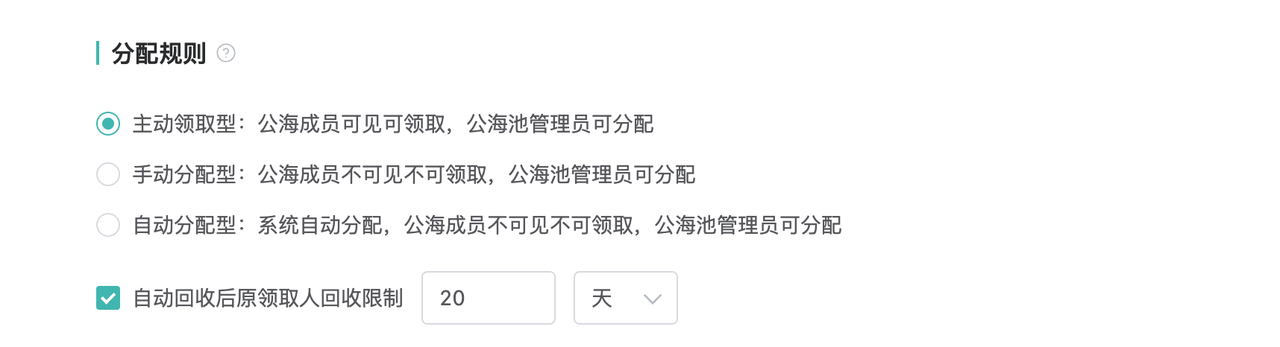 分配规则 ?
主动领取型：公海成员可见可领取，公海池管理员可分配
手动分配型：公海成员不可见不可领取，公海池管理员可分配
自动分配型：系统自动分配，公海成员不可见不可领取，公海池管理员可分配
自动回收后原领取人回收限制 20 天